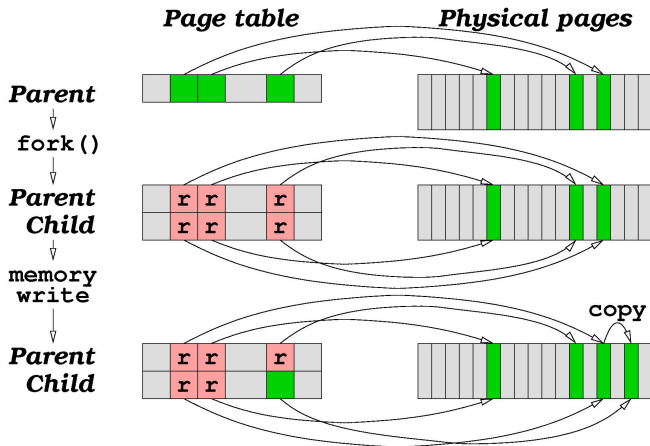 Page table
Physical pages
Parent
fork()
Parent
r r r
Child
r r r
memory
write
copy
Parent
r r r
Child
r r